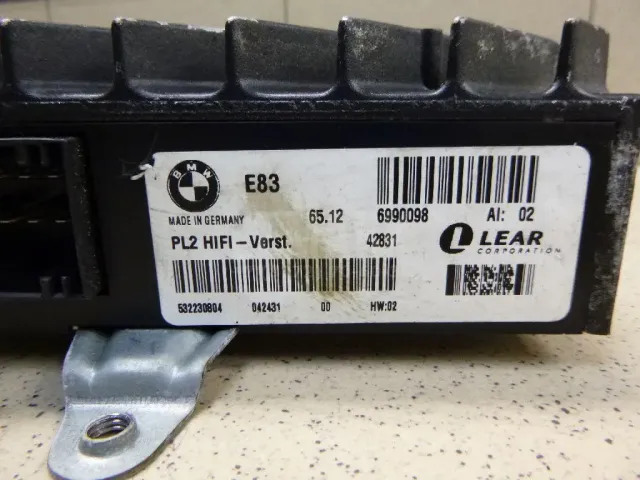 BMW
E83
MADE IN GERMANY
65.12 6990098 AI: 02
PL2 HIFI-Verst. 42831
LEAR
CORPORATION
532230804 042431 00 HW:02